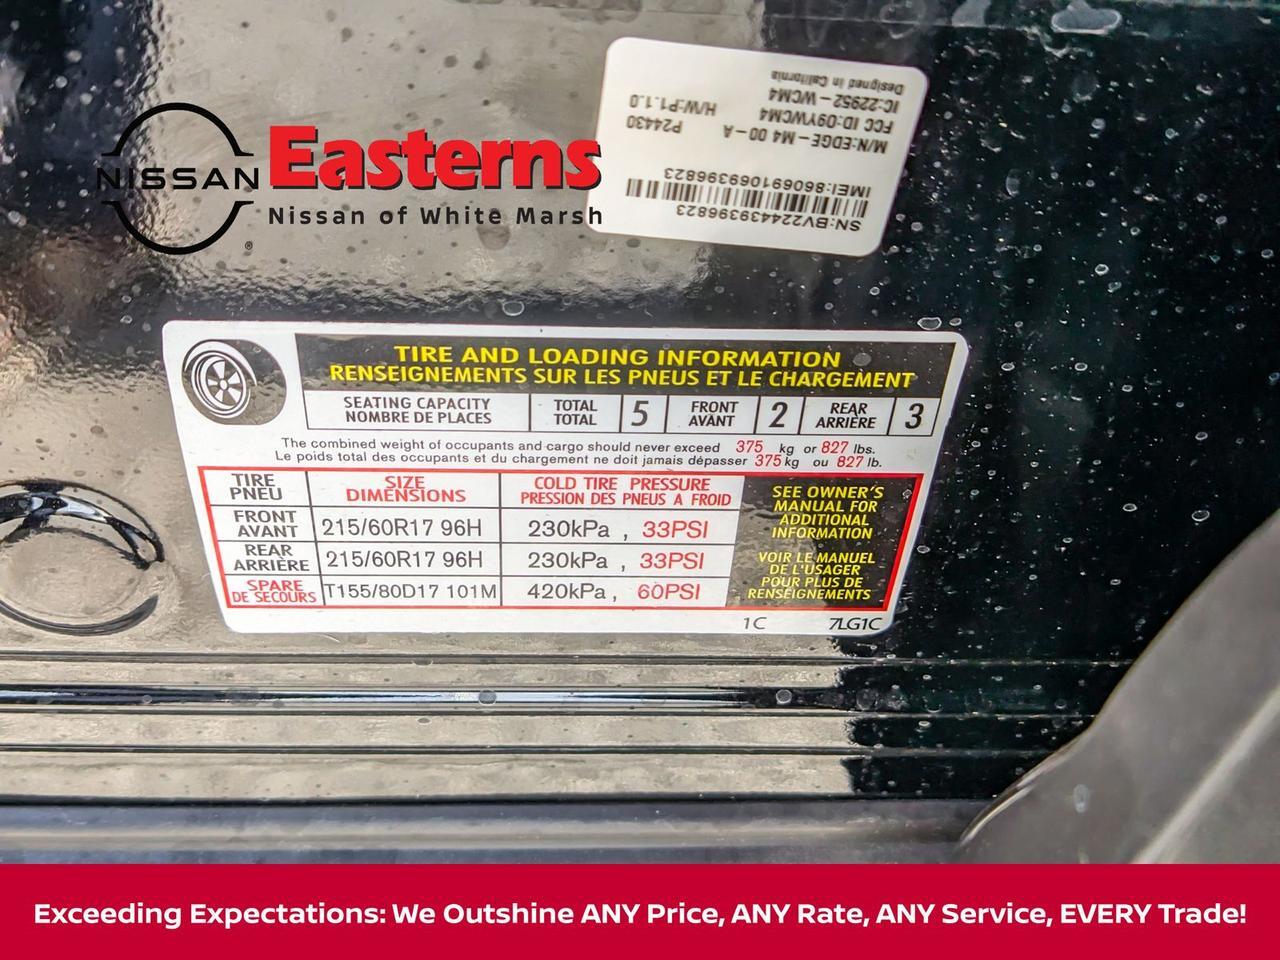 NISSAN
®
Easterns
Nissan of White Marsh
SN:BV224439396823
IMEI:860691069396823
M/N:EDGE-M4 00-A P24430
FCC ID:O9YWCM4 H/W:P1.1.0
IC:22952-WCM4
Designed in California
TIRE AND LOADING INFORMATION
RENSEIGNEMENTS SUR LES PNEUS ET LE CHARGEMENT
SEATING CAPACITY TOTAL 5 FRONT 2 REAR 3
NOMBRE DE PLACES TOTAL AVANT ARRIÈRE
The combined weight of occupants and cargo should never exceed 375 kg or 827 lbs.
Le poids total des occupants et du chargement ne doit jamais dépasser 375 kg ou 827 lb.
TIRE SIZE COLD TIRE PRESSURE
PNEU DIMENSIONS PRESSION DES PNEUS A FROID
FRONT
AVANT 215/60R17 96H 230kPa , 33PSI
REAR
ARRIÈRE 215/60R17 96H 230kPa , 33PSI
SPARE
DE SECOURS T155/80D17 101M 420kPa , 60PSI
SEE OWNER'S
MANUAL FOR
ADDITIONAL
INFORMATION
VOIR LE MANUEL
DE L'USAGER
POUR PLUS DE
RENSEIGNEMENTS
1C 7LG1C
Exceeding Expectations: We Outshine ANY Price, ANY Rate, ANY Service, EVERY Trade!